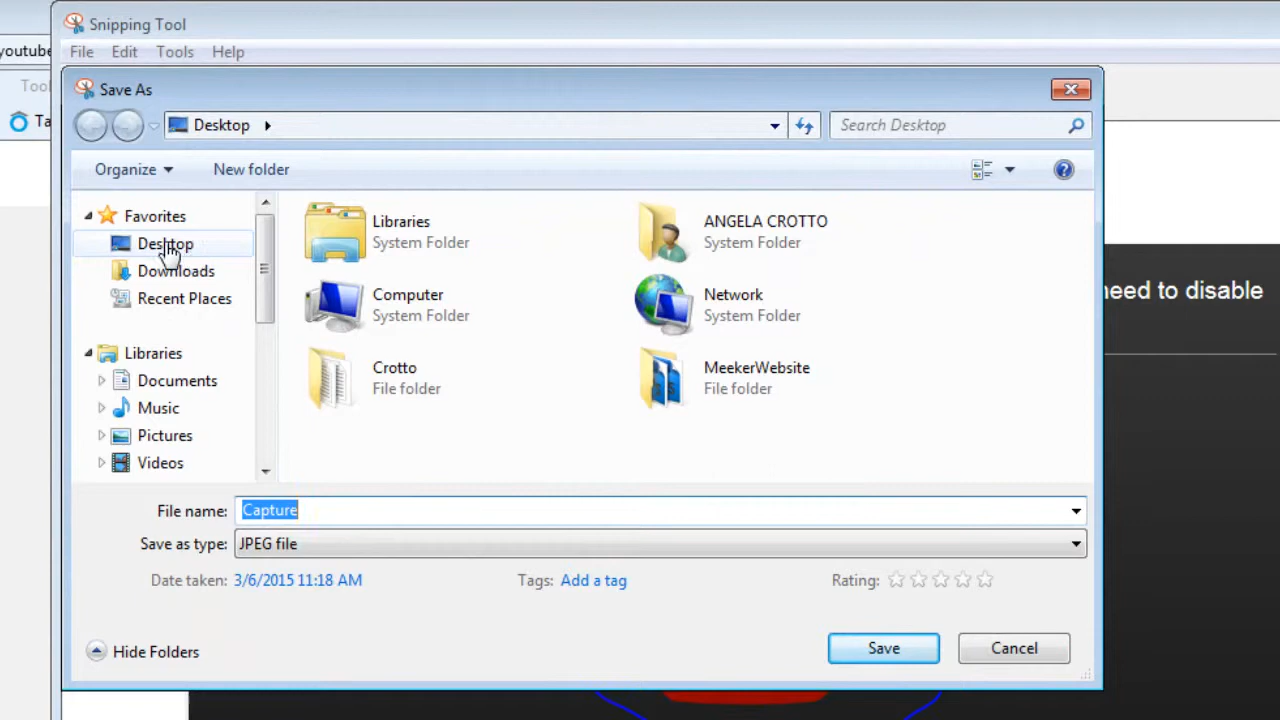 Snipping Tool
youtube
File Edit Tools Help
Save As
Desktop
Search Desktop
Organize New folder
Favorites
Desktop
Downloads
Recent Places
Libraries
Documents
Music
Pictures
Videos
Libraries
System Folder
ANGELA CROTTO
System Folder
Computer
System Folder
Network
System Folder
Crotto
File folder
MeekerWebsite
File folder
need to disable
File name: Capture
Save as type: JPEG file
Date taken: 3/6/2015 11:18 AM Tags: Add a tag Rating:
Hide Folders Save Cancel